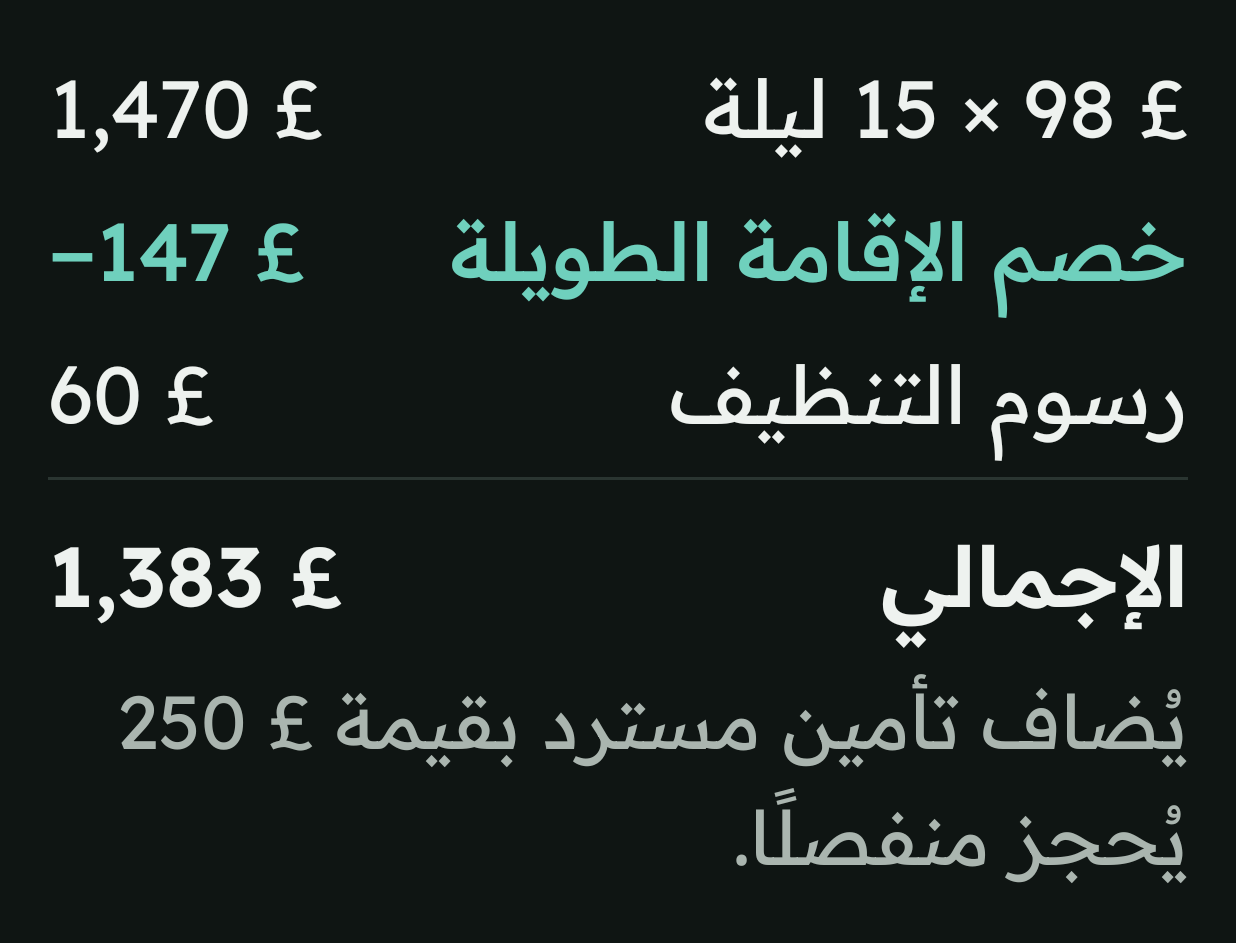 £ 98 × 15 ليلة £ 1,470
خصم الإقامة الطويلة £ 147–
رسوم التنظيف £ 60
الإجمالي £ 1,383
يُضاف تأمين مسترد بقيمة £ 250
يُحجز منفصلًا.